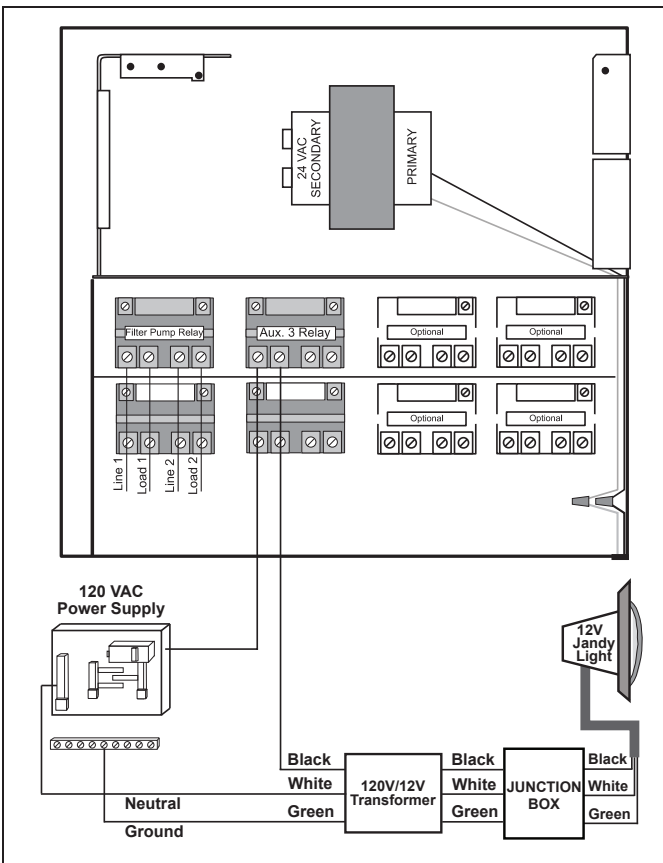 24 VAC
SECONDARY
PRIMARY
Filter Pump Relay
Aux. 3 Relay
Optional
Optional
Optional
Optional
Line 1
Load 1
Line 2
Load 2
120 VAC
Power Supply
12V
Jandy
Light
Black
Black
Black
White
White
White
Green
Green
Green
Neutral
Ground
120V/12V
Transformer
JUNCTION
BOX